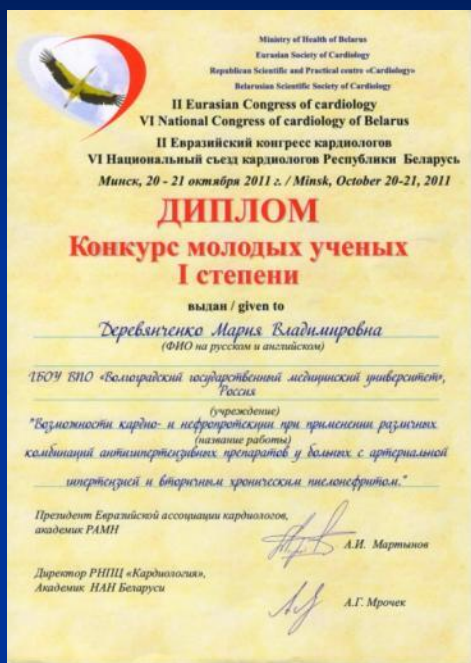 Ministry of Health of Belarus
Eurasian Society of Cardiology
Republican Scientific and Practical centre «Cardiology»
Belarusian Scientific Society of Cardiology
II Eurasian Congress of cardiology
VI National Congress of cardiology of Belarus
II Евразийский конгресс кардиологов
VI Национальный съезд кардиологов Республики Беларусь
Минск, 20 - 21 октября 2011 г. / Minsk, October 20-21, 2011
ДИПЛОМ
Конкурс молодых ученых
I степени
выдан / given to
Деревянченко Мария Владимировна
(ФИО на русском и английском)
ГБОУ ВПО «Волгоградский государственный медицинский университет»,
Россия
(учреждение)
"Возможности кардио- и нефропротекции при применении различных
(название работы)
комбинаций антигипертензивных препаратов у больных с артериальной
гипертензией и вторичным хроническим пиелонефритом."
Президент Евразийской ассоциации кардиологов,
академик РАМН
А.И. Мартынов
Директор РНПЦ «Кардиология»,
Академик НАН Беларуси
А.Г. Мрочек